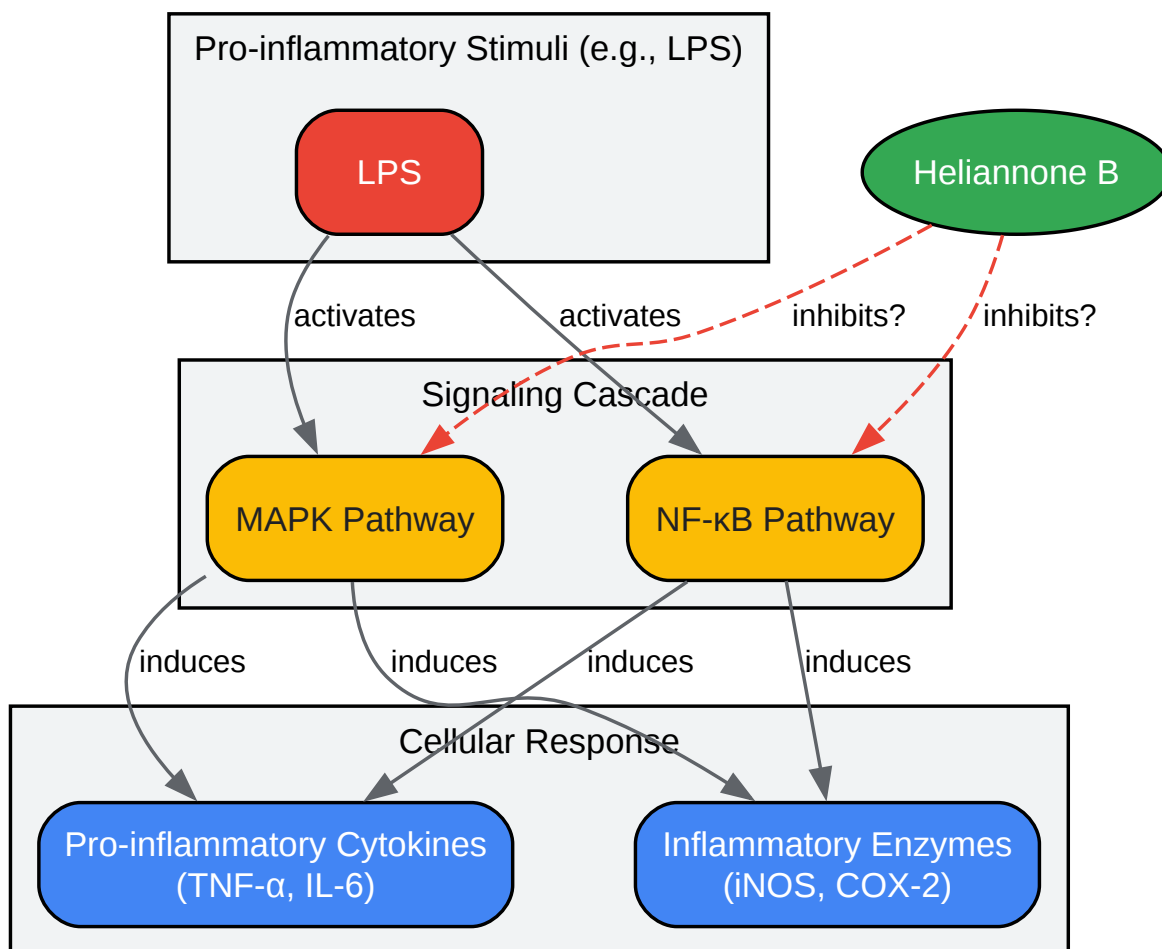 Pro-inflammatory Stimuli (e.g., LPS)
LPS
Heliannone B
activates
activates
inhibits?
inhibits?
Signaling Cascade
MAPK Pathway
NF-κB Pathway
induces
induces
induces
induces
Cellular Response
Pro-inflammatory Cytokines
(TNF-α, IL-6)
Inflammatory Enzymes
(iNOS, COX-2)